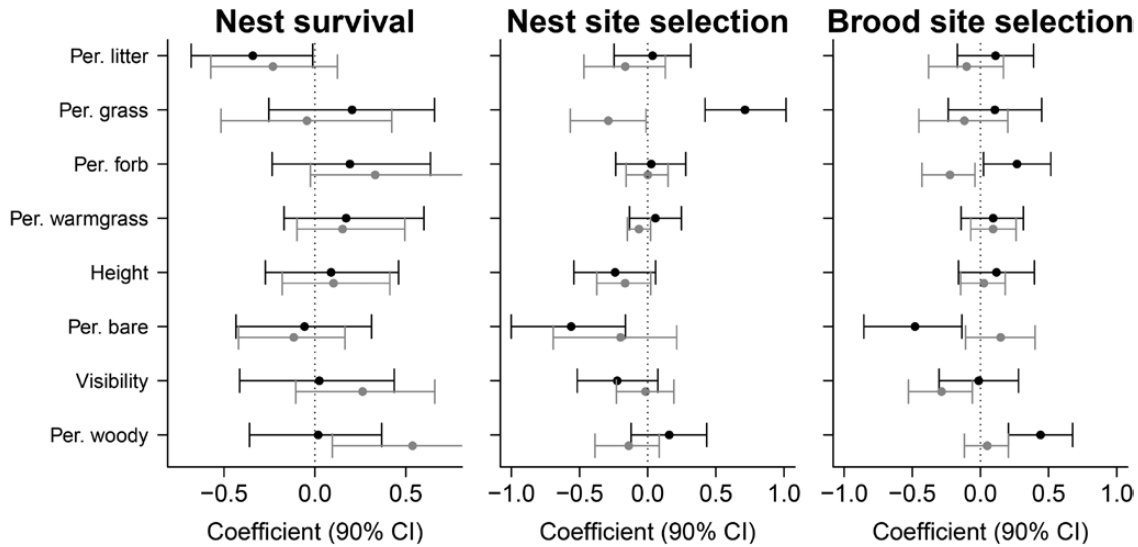 Nest survival Nest site selection Brood site selection
Per. litter
Per. grass
Per. forb
Per. warmgrass
Height
Per. bare
Visibility
Per. woody
−0.5 0.0 0.5 −1.0 −0.5 0.0 0.5 1.0 −1.0 −0.5 0.0 0.5 1.0
Coefficient (90% CI) Coefficient (90% CI) Coefficient (90% CI)